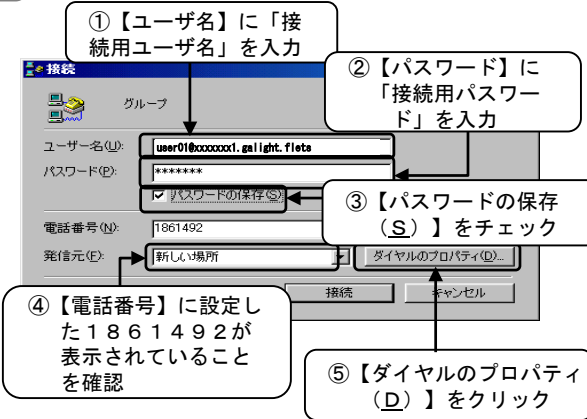 ①【ユーザ名】に「接
続用ユーザ名」を入力
②【パスワード】に
「接続用パスワー
ド」を入力
接続
グループ
ユーザー名(U):
user01@xxxxxxx1.galight.flets
パスワード(P):
*******
パスワードの保存(S)
③【パスワードの保存
（S）】をチェック
電話番号(N):
1861492
発信元(F):
新しい場所
ダイヤルのプロパティ(D)...
接続
キャンセル
④【電話番号】に設定し
た１８６１４９２が
表示されていること
を確認
⑤【ダイヤルのプロパティ
（D）】をクリック